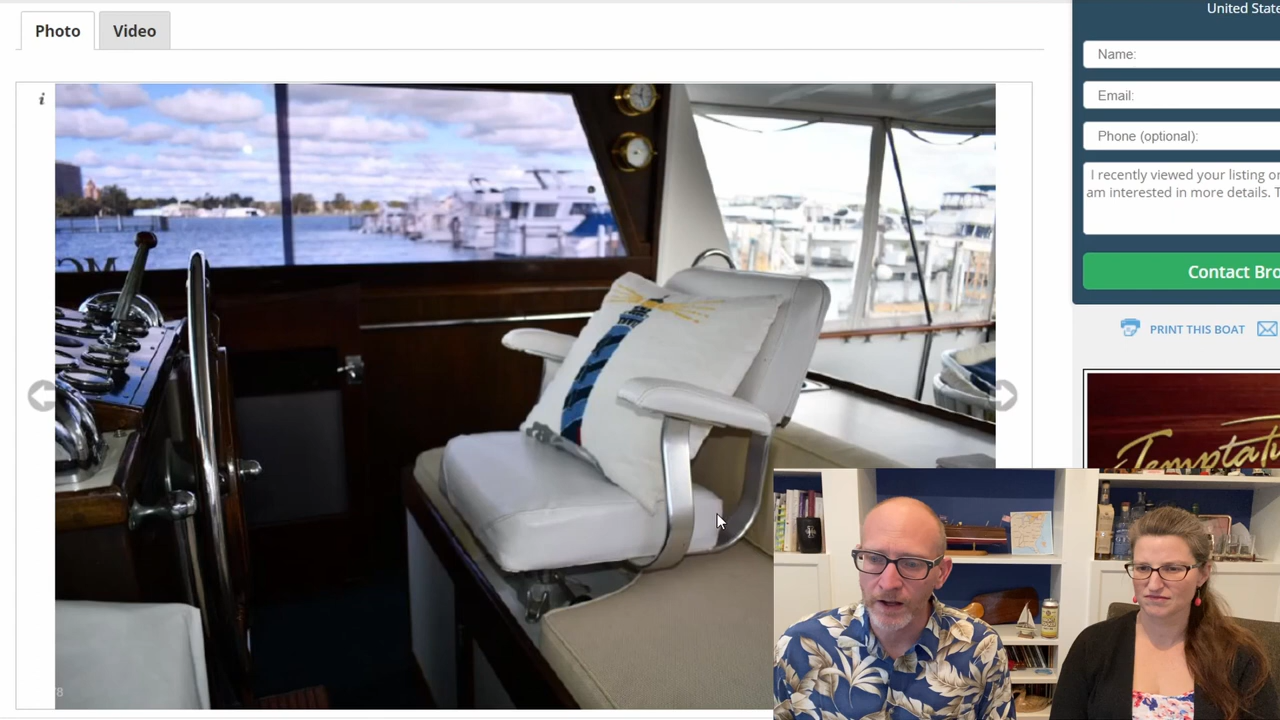 Photo
Video
i
United State
Name:
Email:
Phone (optional):
I recently viewed your listing on
am interested in more details. T
Contact Bro
PRINT THIS BOAT
Temptati